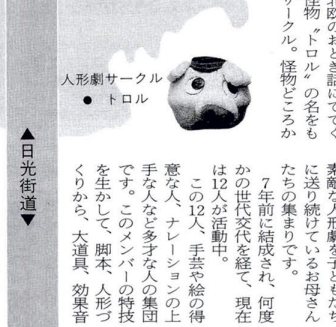 北欧のおとぎ話にでて
怪物“トロル”の名をも
サークル。怪物どころか
人形劇サークル
● トロル
素敵な人形劇を子どもたち
に送り続けているお母さん
たちの集まりです。
7年前に結成され、何度
かの世代交代を経て、現在
は12人が活動中。
この12人、手芸や絵の得
意な人、ナレーションの上
手な人など多才な人の集団
です。このメンバーの特技
を生かして、脚本、人形づ
くりから、大道具、効果音
▲日光街道▼